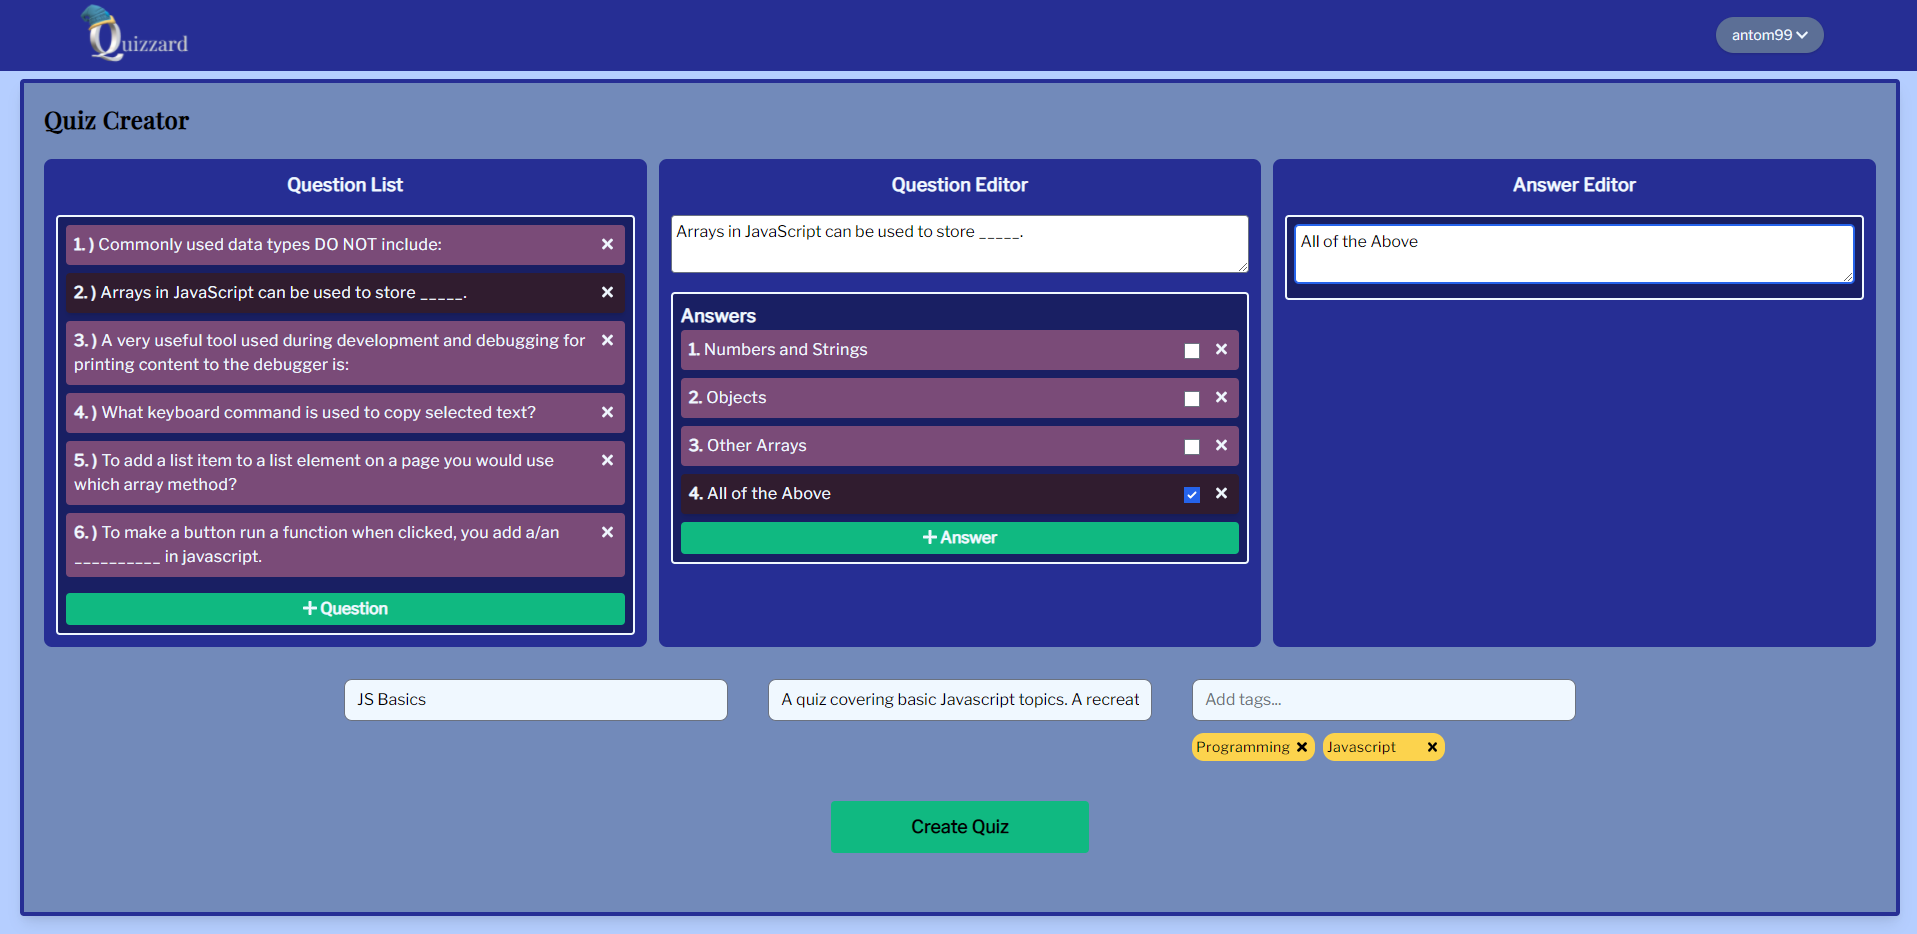 Quizzard
antom99
Quiz Creator
Question List
1. ) Commonly used data types DO NOT include:
2. ) Arrays in JavaScript can be used to store _____.
3. ) A very useful tool used during development and debugging for
printing content to the debugger is:
4. ) What keyboard command is used to copy selected text?
5. ) To add a list item to a list element on a page you would use
which array method?
6. ) To make a button run a function when clicked, you add a/an
__________ in javascript.
+ Question
Question Editor
Arrays in JavaScript can be used to store _____.
Answers
1. Numbers and Strings
2. Objects
3. Other Arrays
4. All of the Above
+ Answer
Answer Editor
All of the Above
JS Basics
A quiz covering basic Javascript topics. A recreat
Add tags...
Programming
Javascript
Create Quiz